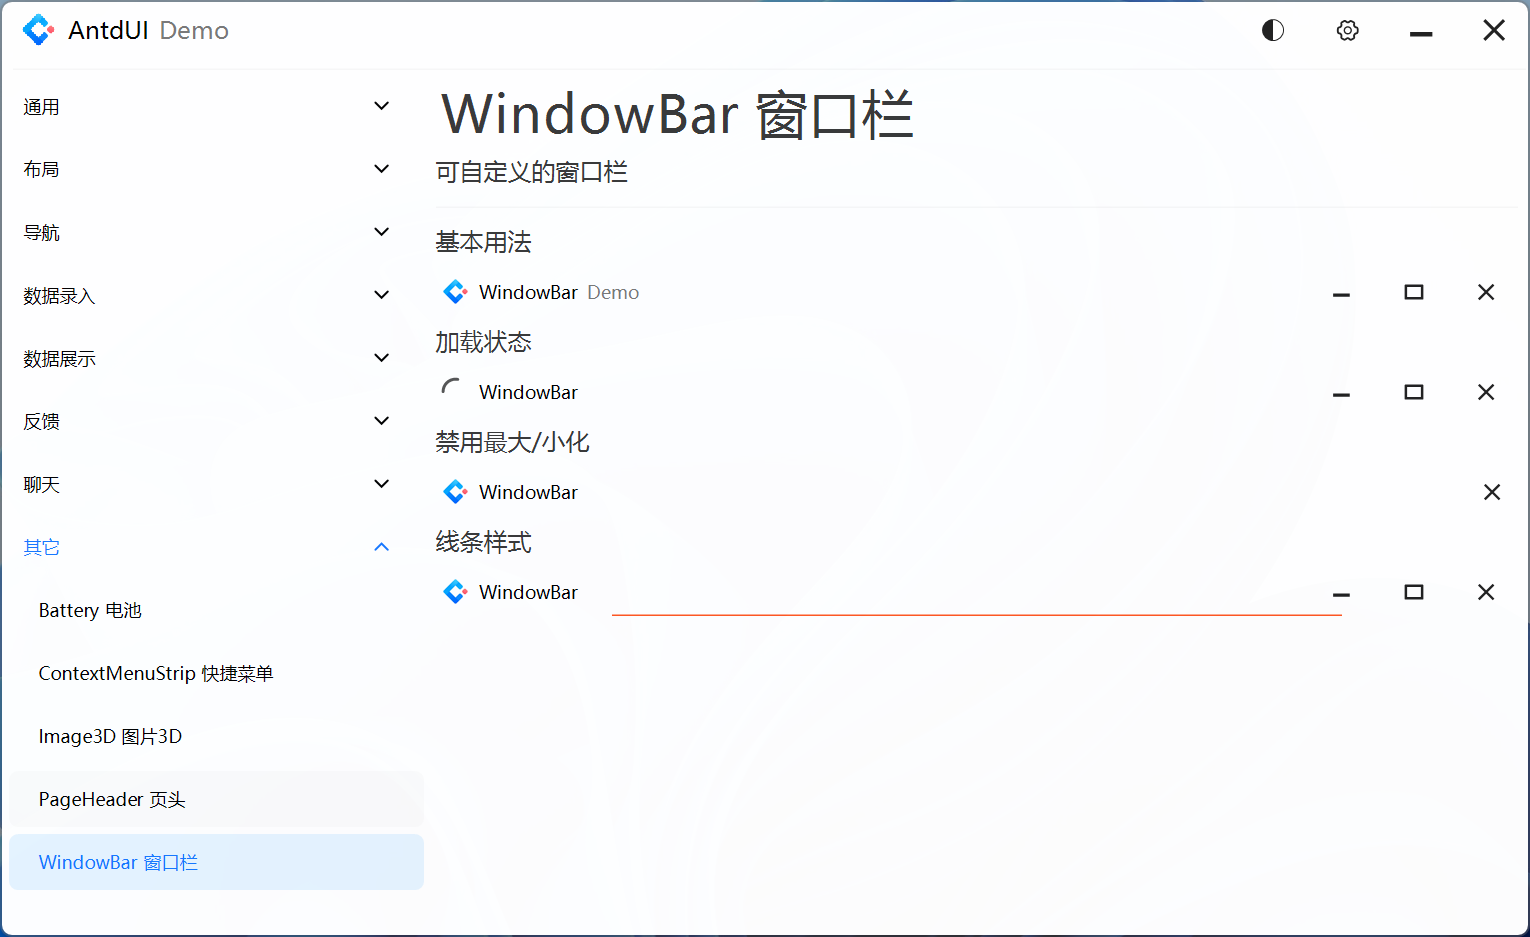 AntdUI Demo
通用
布局
导航
数据录入
数据展示
反馈
聊天
其它
Battery 电池
ContextMenuStrip 快捷菜单
Image3D 图片3D
PageHeader 页头
WindowBar 窗口栏
WindowBar 窗口栏
可自定义的窗口栏
基本用法
WindowBar Demo
加载状态
WindowBar
禁用最大/小化
WindowBar
线条样式
WindowBar